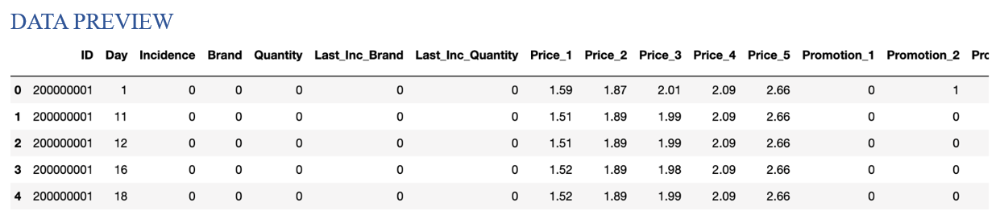 DATA PREVIEW
ID Day Incidence Brand Quantity Last_Inc_Brand Last_Inc_Quantity Price_1 Price_2 Price_3 Price_4 Price_5 Promotion_1 Promotion_2 Pro
0 200000001 1 0 0 0 0 0 1.59 1.87 2.01 2.09 2.66 0 1
1 200000001 11 0 0 0 0 0 1.51 1.89 1.99 2.09 2.66 0 0
2 200000001 12 0 0 0 0 0 1.51 1.89 1.99 2.09 2.66 0 0
3 200000001 16 0 0 0 0 0 1.52 1.89 1.98 2.09 2.66 0 0
4 200000001 18 0 0 0 0 0 1.52 1.89 1.99 2.09 2.66 0 0